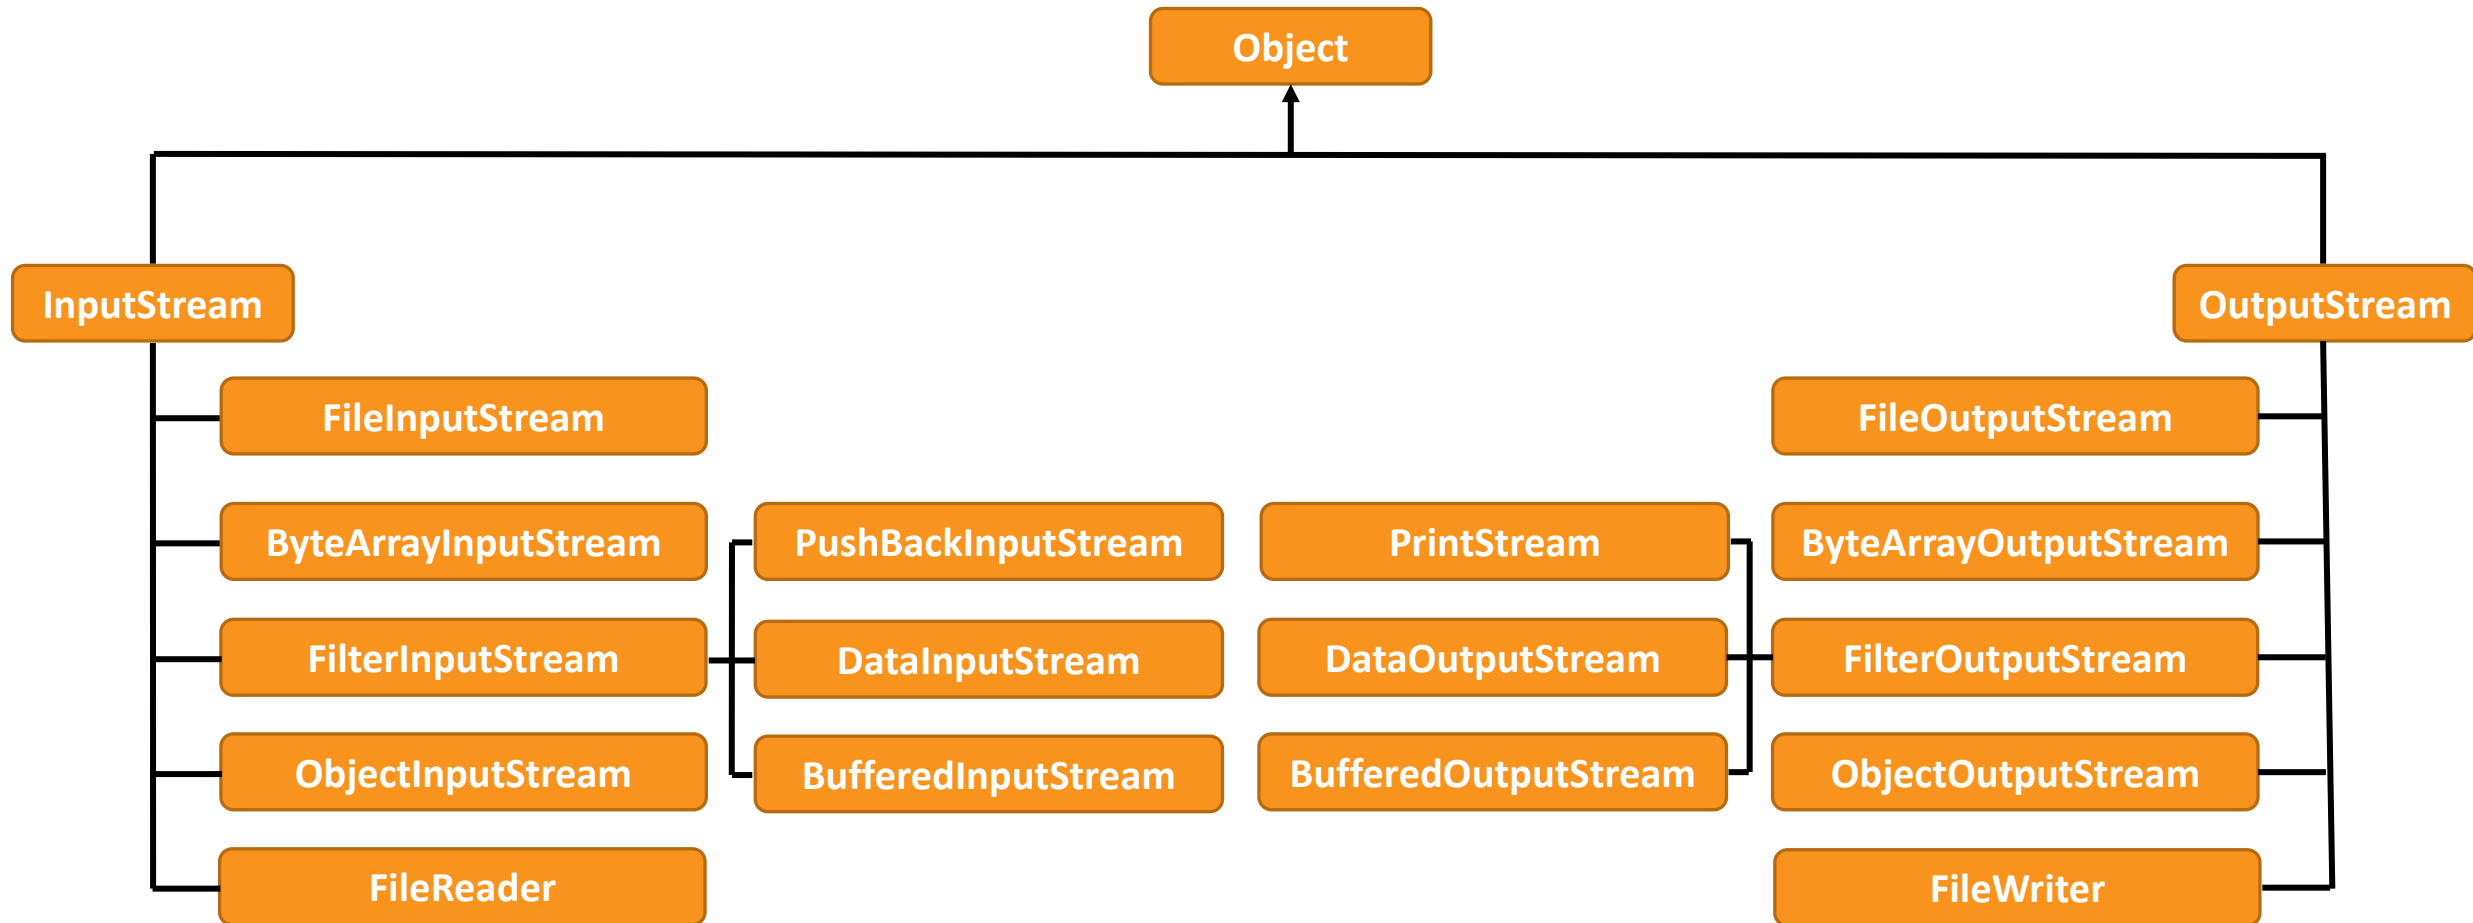 Object
InputStream
OutputStream
FileInputStream
FileOutputStream
ByteArrayInputStream
PushBackInputStream
PrintStream
ByteArrayOutputStream
FilterInputStream
DataInputStream
DataOutputStream
FilterOutputStream
ObjectInputStream
BufferedInputStream
BufferedOutputStream
ObjectOutputStream
FileReader
FileWriter